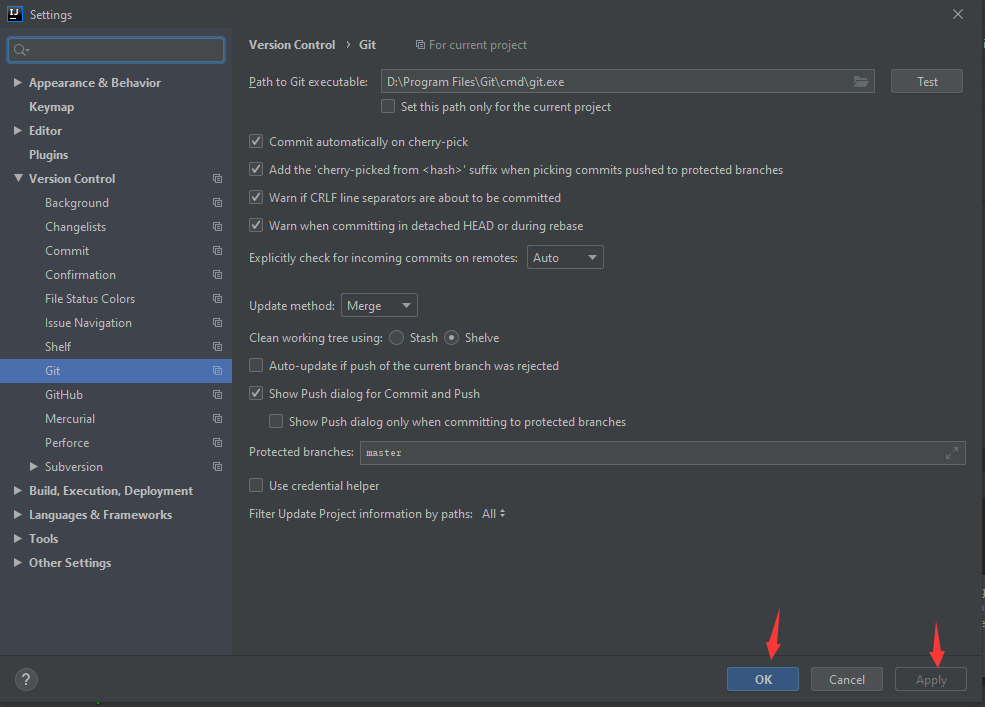 Settings
Version Control › Git For current project
Appearance & Behavior
Keymap
Editor
Plugins
Version Control
Background
Changelists
Commit
Confirmation
File Status Colors
Issue Navigation
Shelf
Git
GitHub
Mercurial
Perforce
Subversion
Build, Execution, Deployment
Languages & Frameworks
Tools
Other Settings
Path to Git executable: D:\Program Files\Git\cmd\git.exe Test
Set this path only for the current project
Commit automatically on cherry-pick
Add the 'cherry-picked from <hash>' suffix when picking commits pushed to protected branches
Warn if CRLF line separators are about to be committed
Warn when committing in detached HEAD or during rebase
Explicitly check for incoming commits on remotes: Auto
Update method: Merge
Clean working tree using: Stash Shelve
Auto-update if push of the current branch was rejected
Show Push dialog for Commit and Push
Show Push dialog only when committing to protected branches
Protected branches: master
Use credential helper
Filter Update Project information by paths: All
? OK Cancel Apply